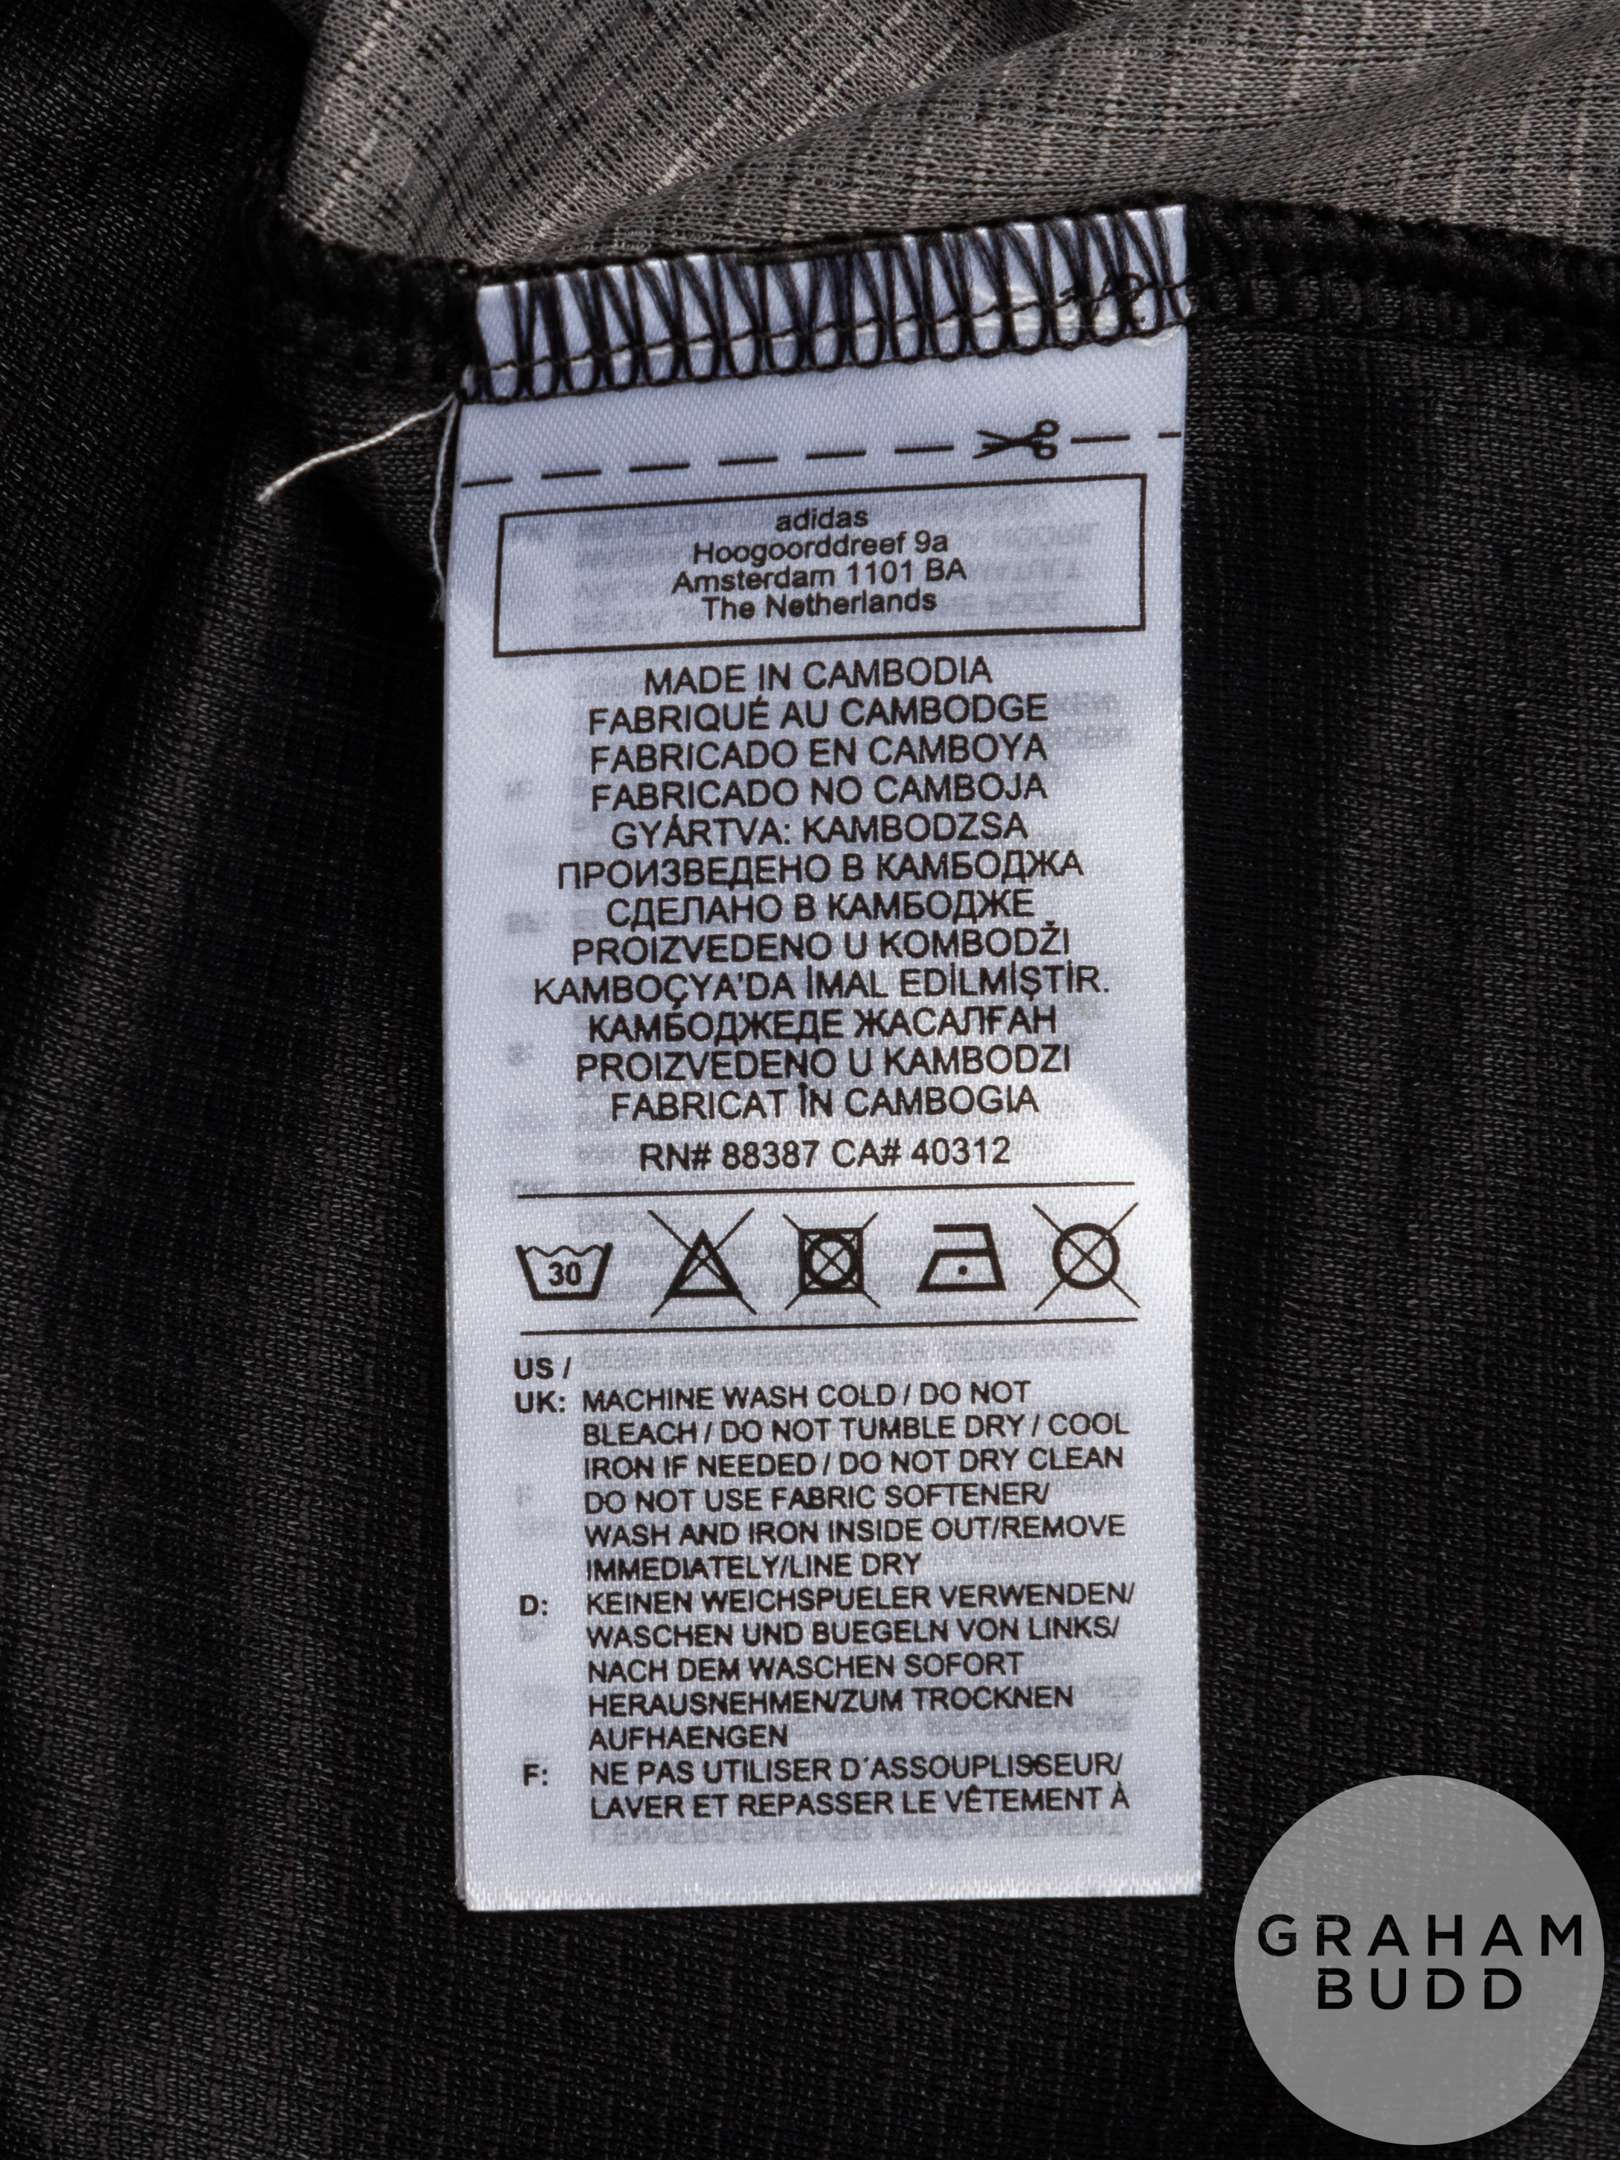 adidas
Hoogoorddreef 9a
Amsterdam 1101 BA
The Netherlands
MADE IN CAMBODIA
FABRIQUÉ AU CAMBODGE
FABRICADO EN CAMBOYA
FABRICADO NO CAMBOJA
GYÁRTVA: KAMBODZSA
ПРОИЗВЕДЕНО В КАМБОДЖА
СДЕЛАНО В КАМБОДЖЕ
PROIZVEDENO U KOMBODŽI
KAMBOÇYA'DA İMAL EDİLMİŞTİR.
КАМБОДЖЕДЕ ЖАСАЛҒАН
PROIZVEDENO U KAMBODZI
FABRICAT ÎN CAMBOGIA
RN# 88387 CA# 40312
30
US /
UK: MACHINE WASH COLD / DO NOT
BLEACH / DO NOT TUMBLE DRY / COOL
IRON IF NEEDED / DO NOT DRY CLEAN
DO NOT USE FABRIC SOFTENER/
WASH AND IRON INSIDE OUT/REMOVE
IMMEDIATELY/LINE DRY
D: KEINEN WEICHSPUELER VERWENDEN/
WASCHEN UND BUEGELN VON LINKS/
NACH DEM WASCHEN SOFORT
HERAUSNEHMEN/ZUM TROCKNEN
AUFHAENGEN
F: NE PAS UTILISER D´ASSOUPLISSEUR/
LAVER ET REPASSER LE VÊTEMENT À
GRAHAM
BUDD